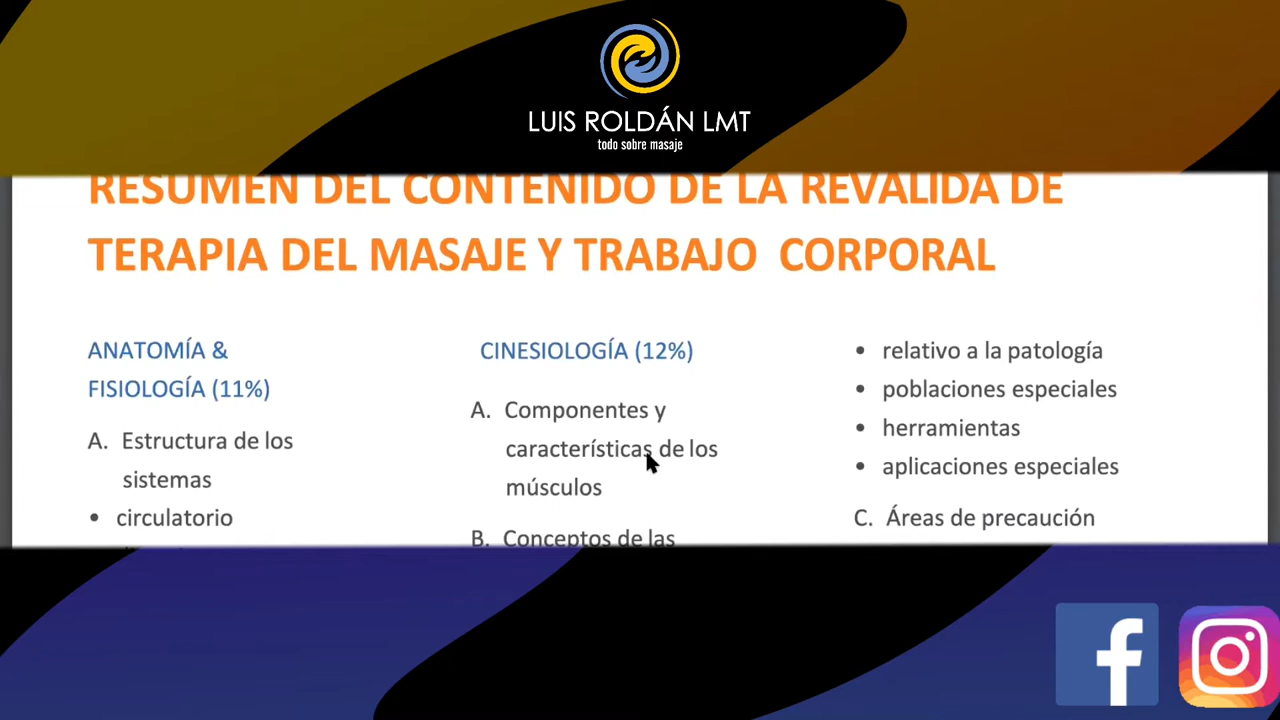 LUIS ROLDÁN LMT
todo sobre masaje
RESUMEN DEL CONTENIDO DE LA REVALIDA DE
TERAPIA DEL MASAJE Y TRABAJO CORPORAL
ANATOMÍA &
FISIOLOGÍA (11%)
A. Estructura de los
sistemas
• circulatorio
CINESIOLOGÍA (12%)
A. Componentes y
características de los
músculos
B. Conceptos de las
• relativo a la patología
• poblaciones especiales
• herramientas
• aplicaciones especiales
C. Áreas de precaución